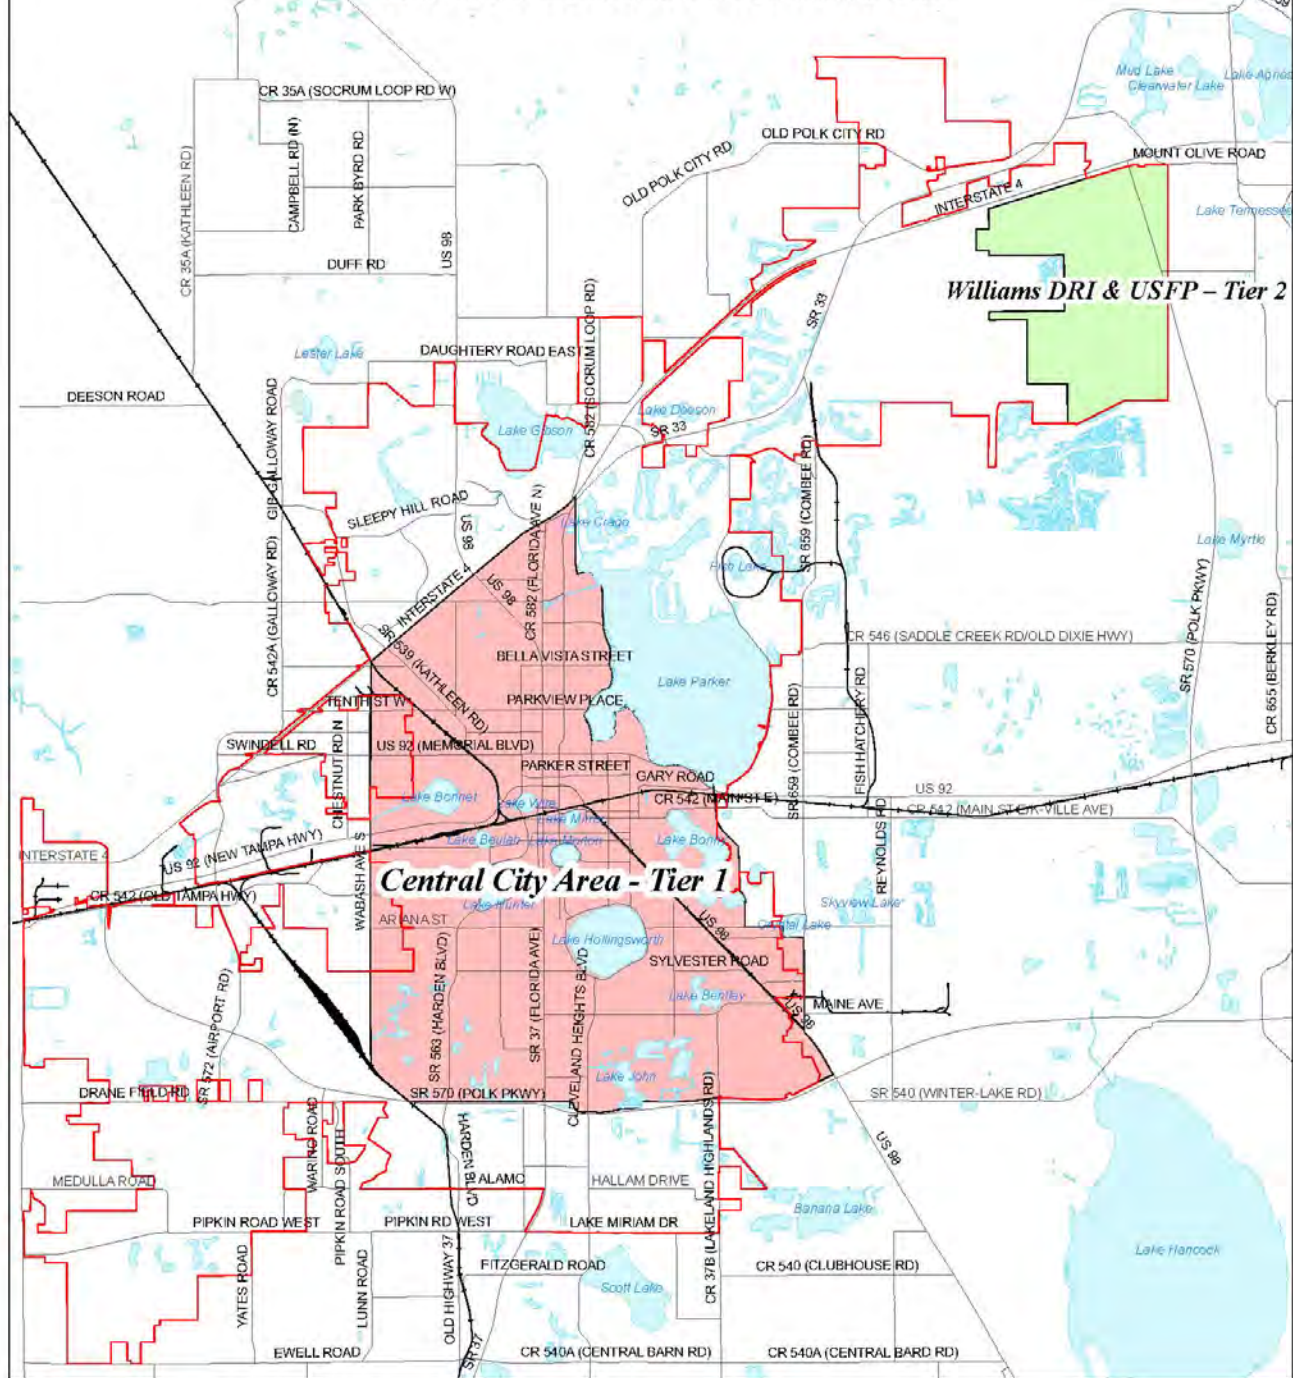 CR 35A (SOCRUM LOOP RD W)
Mud Lake
Lake Agnes
Clearwater Lake
CAMPBELL RD (N)
PARK BYRD RD
OLD POLK CITY RD
MOUNT OLIVE ROAD
CR 35A (KATHLEEN RD)
OLD POLK CITY RD
INTERSTATE 4
Lake Tennessee
US 98
DUFF RD
Williams DRI & USFP – Tier 2
SR 33
CR 582 (SOCRUM LOOP RD)
Lester Lake
DAUGHTERY ROAD EAST
DEESON ROAD
Lake Deeson
Lake Gibson
SR 33
GIB GALLOWAY ROAD
SR 659 (COMBEE RD)
SLEEPY HILL ROAD
US 98
CR 582 (FLORIDA AVE N)
Lake Crago
Lake Myrtle
CR 542A (GALLOWAY RD)
INTERSTATE 4
US 98
Fish Lake
SR 570 (POLK PKWY)
CR 655 (BERKLEY RD)
SR 539 (KATHLEEN RD)
CR 546 (SADDLE CREEK RD/OLD DIXIE HWY)
BELLA VISTA STREET
Lake Parker
TENTH ST W
PARKVIEW PLACE
FISH HATCHERY RD
SR 659 (COMBEE RD)
SWINDELL RD
CHESTNUT RD N
US 92 (MEMORIAL BLVD)
PARKER STREET
GARY ROAD
US 92
Lake Bonnet
Lake Wire
CR 542 (MAIN ST E)
CR 542 (MAIN ST E/K-VILLE AVE)
Lake Mirror
INTERSTATE 4
US 92 (NEW TAMPA HWY)
WABASH AVE S
Lake Beulah
Lake Morton
Lake Bonny
REYNOLDS RD
Central City Area - Tier 1
CR 542 (OLD TAMPA HWY)
Lake Hunter
Skyview Lake
ARIANA ST
US 98
Crystal Lake
Lake Hollingsworth
SR 563 (HARDEN BLVD)
SR 37 (FLORIDA AVE)
CLEVELAND HEIGHTS BLVD
SYLVESTER ROAD
SR 572 (AIRPORT RD)
Lake Bentley
US 98
MAINE AVE
Lake John
DRANE FIELD RD
SR 570 (POLK PKWY)
SR 540 (WINTER-LAKE RD)
WARING ROAD
PIPKIN ROAD SOUTH
HARDEN BLVD
CR 37B (LAKELAND HIGHLANDS RD)
US 98
MEDULLA ROAD
ALAMO
HALLAM DRIVE
Banana Lake
PIPKIN ROAD WEST
PIPKIN RD WEST
LAKE MIRIAM DR
Lake Hancock
YATES ROAD
LUNN ROAD
OLD HIGHWAY 37
FITZGERALD ROAD
CR 540 (CLUBHOUSE RD)
Scott Lake
EWELL ROAD
SR 37
CR 540A (CENTRAL BARN RD)
CR 540A (CENTRAL BARD RD)